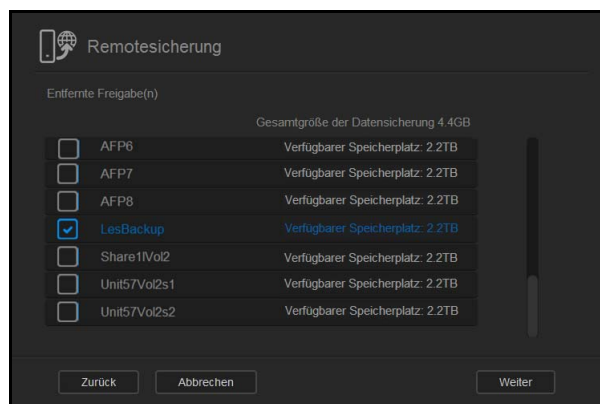 Remotesicherung
Entfernte Freigabe(n)
Gesamtgröße der Datensicherung 4.4GB
AFP6 Verfügbarer Speicherplatz: 2.2TB
AFP7 Verfügbarer Speicherplatz: 2.2TB
AFP8 Verfügbarer Speicherplatz: 2.2TB
LesBackup Verfügbarer Speicherplatz: 2.2TB
Share1lVol2 Verfügbarer Speicherplatz: 2.2TB
Unit57Vol2s1 Verfügbarer Speicherplatz: 2.2TB
Unit57Vol2s2 Verfügbarer Speicherplatz: 2.2TB
Zurück Abbrechen Weiter